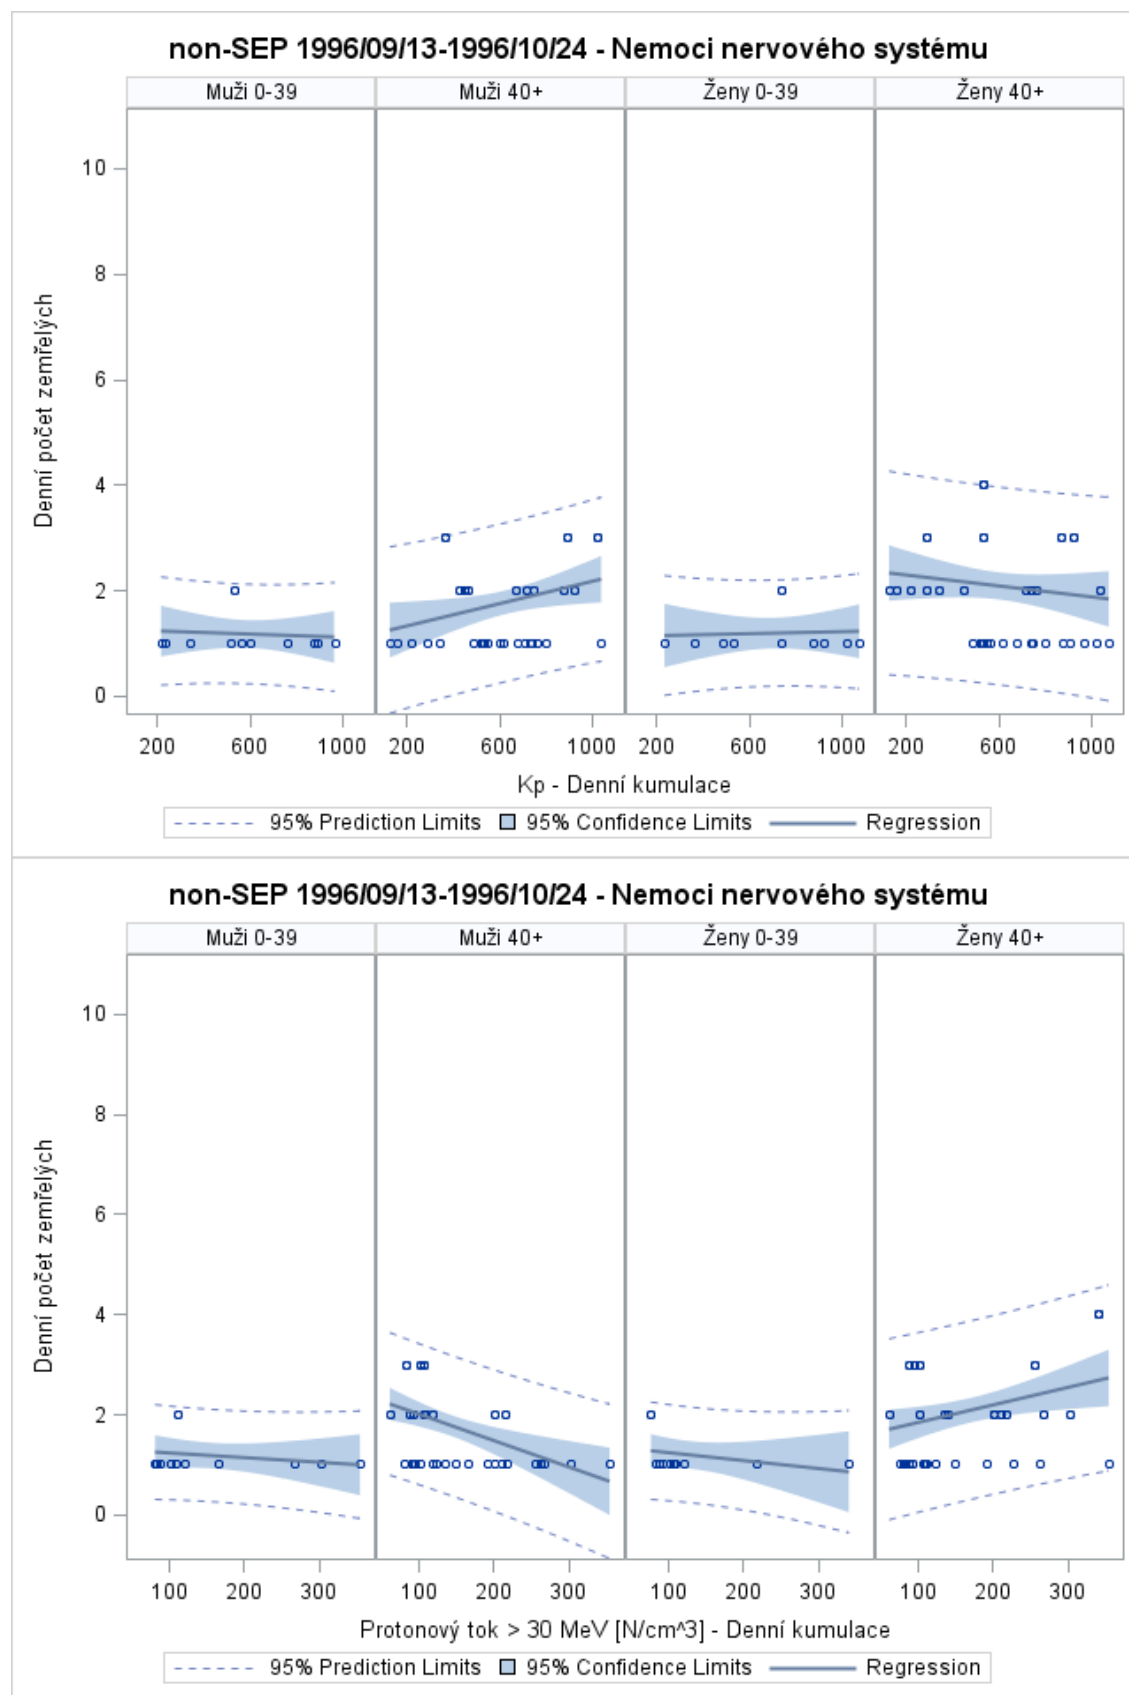 non-SEP 1996/09/13-1996/10/24 - Nemoci nervového systému
Muži 0-39 Muži 40+ Ženy 0-39 Ženy 40+
10
8
6
4
2
0
Denní počet zemřelých
200 600 1000 200 600 1000 200 600 1000 200 600 1000
Kp - Denní kumulace
95% Prediction Limits 95% Confidence Limits Regression
non-SEP 1996/09/13-1996/10/24 - Nemoci nervového systému
Muži 0-39 Muži 40+ Ženy 0-39 Ženy 40+
10
8
6
4
2
0
Denní počet zemřelých
100 200 300 100 200 300 100 200 300 100 200 300
Protonový tok > 30 MeV [N/cm^3] - Denní kumulace
95% Prediction Limits 95% Confidence Limits Regression